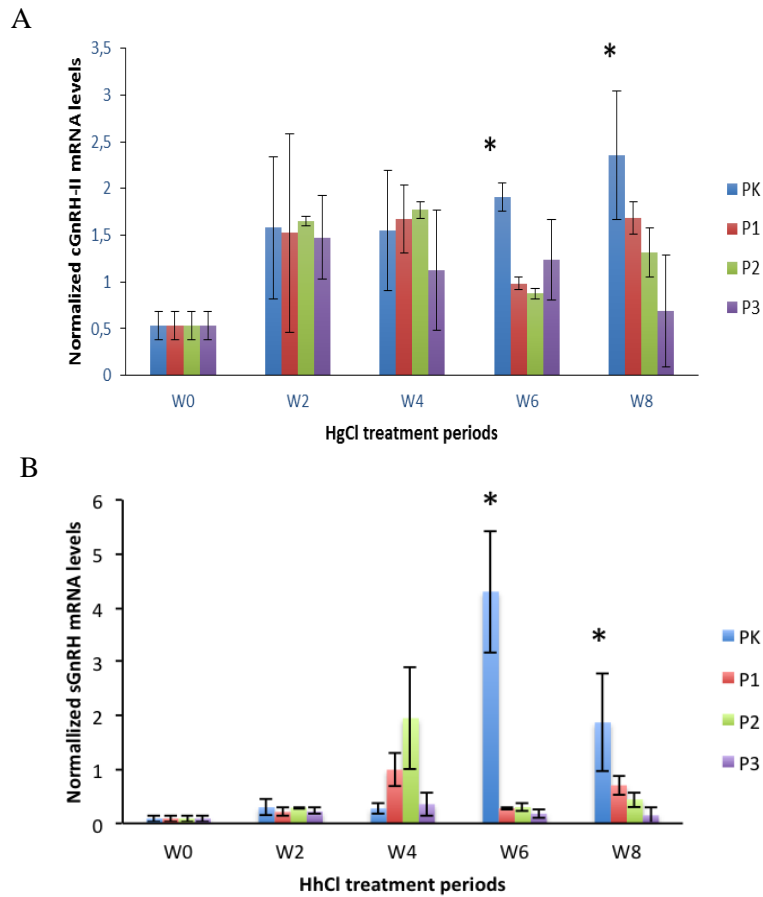 A
Normalized cGnRH-II mRNA levels
3,5
3
2,5
2
1,5
1
0,5
0
*
*
W0 W2 W4 W6 W8
HgCl treatment periods
PK
P1
P2
P3
B
Normallized sGnRH mRNA levels
6
5
4
3
2
1
0
*
*
W0 W2 W4 W6 W8
HhCl treatment periods
PK
P1
P2
P3